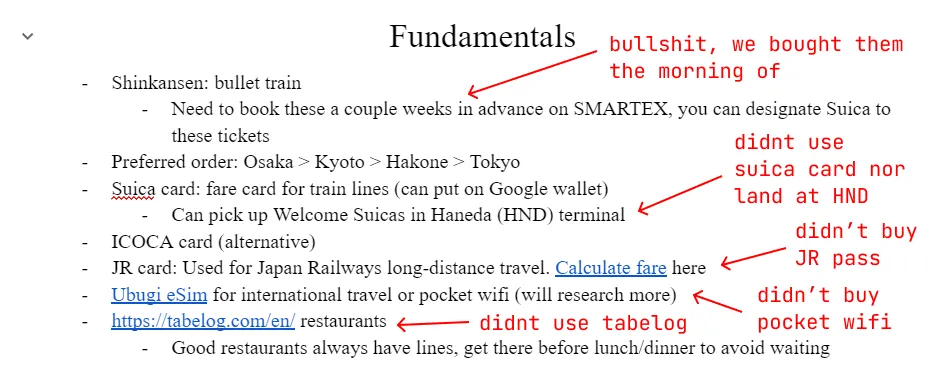 Fundamentals
bullshit, we bought them
the morning of
- Shinkansen: bullet train
- Need to book these a couple weeks in advance on SMARTEX, you can designate Suica to
these tickets
didnt use
suica card nor
land at HND
- Preferred order: Osaka > Kyoto > Hakone > Tokyo
- Suica card: fare card for train lines (can put on Google wallet)
- Can pick up Welcome Suicas in Haneda (HND) terminal
- ICOCA card (alternative)
didn’t buy
JR pass
- JR card: Used for Japan Railways long-distance travel. Calculate fare here
- Ubugi eSim for international travel or pocket wifi (will research more)
didn’t buy
pocket wifi
- https://tabelog.com/en/ restaurants
didnt use tabelog
- Good restaurants always have lines, get there before lunch/dinner to avoid waiting